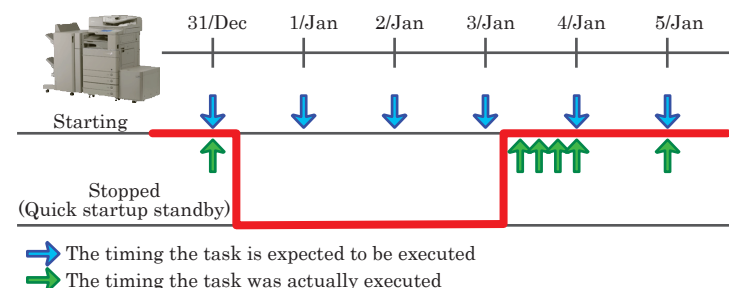 31/Dec 1/Jan 2/Jan 3/Jan 4/Jan 5/Jan
Starting
Stopped
(Quick startup standby)
The timing the task is expected to be executed
The timing the task was actually executed